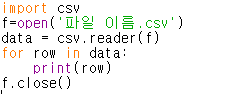 import csv
f=open('파일 이름.csv')
data = csv.reader(f)
for row in data:
    print(row)
f.close()